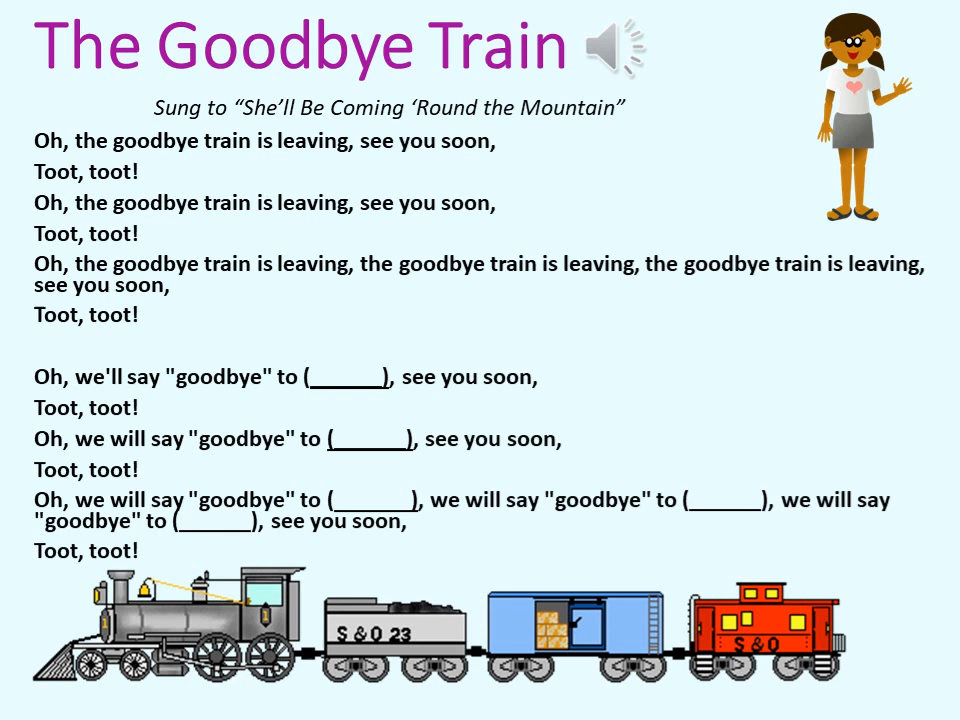 The Goodbye Train
Sung to “She’ll Be Coming ‘Round the Mountain”
Oh, the goodbye train is leaving, see you soon,
Toot, toot!
Oh, the goodbye train is leaving, see you soon,
Toot, toot!
Oh, the goodbye train is leaving, the goodbye train is leaving, the goodbye train is leaving,
see you soon,
Toot, toot!
Oh, we'll say "goodbye" to (______), see you soon,
Toot, toot!
Oh, we will say "goodbye" to (______), see you soon,
Toot, toot!
Oh, we will say "goodbye" to (_______), we will say "goodbye" to (______), we will say
"goodbye" to (______), see you soon,
Toot, toot!
S & O 23
S & O